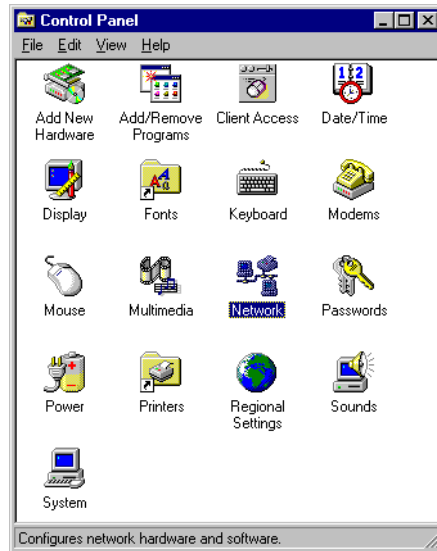 Control Panel
File Edit View Help
Add New Hardware
Add/Remove Programs
Client Access
Date/Time
Display
Fonts
Keyboard
Modems
Mouse
Multimedia
Network
Passwords
Power
Printers
Regional Settings
Sounds
System
Configures network hardware and software.